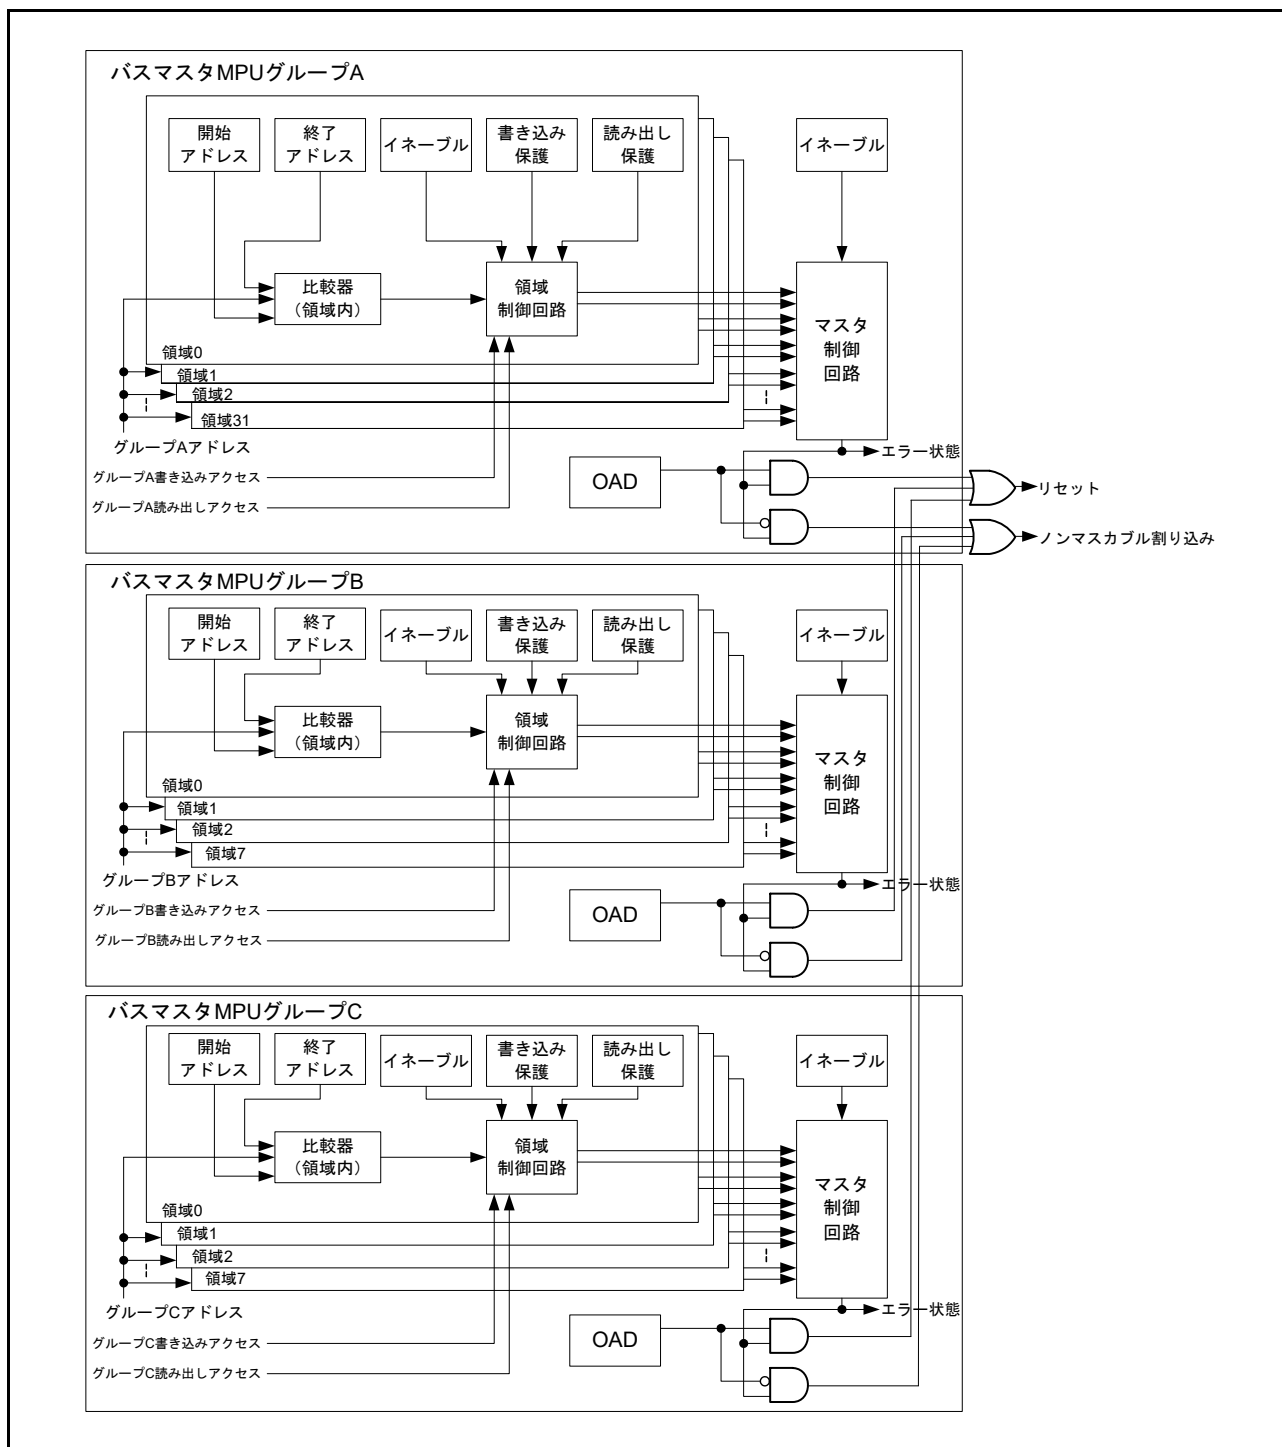 バスマスタMPUグループA
開始
アドレス
終了
アドレス
イネーブル
書き込み
保護
読み出し
保護
イネーブル
比較器
(領域内)
領域
制御回路
マスタ
制御
回路
領域0
領域1
領域2
領域31
グループAアドレス
グループA書き込みアクセス
グループA読み出しアクセス
OAD
エラー状態
リセット
ノンマスカブル割り込み
バスマスタMPUグループB
開始
アドレス
終了
アドレス
イネーブル
書き込み
保護
読み出し
保護
イネーブル
比較器
(領域内)
領域
制御回路
マスタ
制御
回路
領域0
領域1
領域2
領域7
グループBアドレス
グループB書き込みアクセス
グループB読み出しアクセス
OAD
エラー状態
バスマスタMPUグループC
開始
アドレス
終了
アドレス
イネーブル
書き込み
保護
読み出し
保護
イネーブル
比較器
(領域内)
領域
制御回路
マスタ
制御
回路
領域0
領域1
領域2
領域7
グループCアドレス
グループC書き込みアクセス
グループC読み出しアクセス
OAD
エラー状態